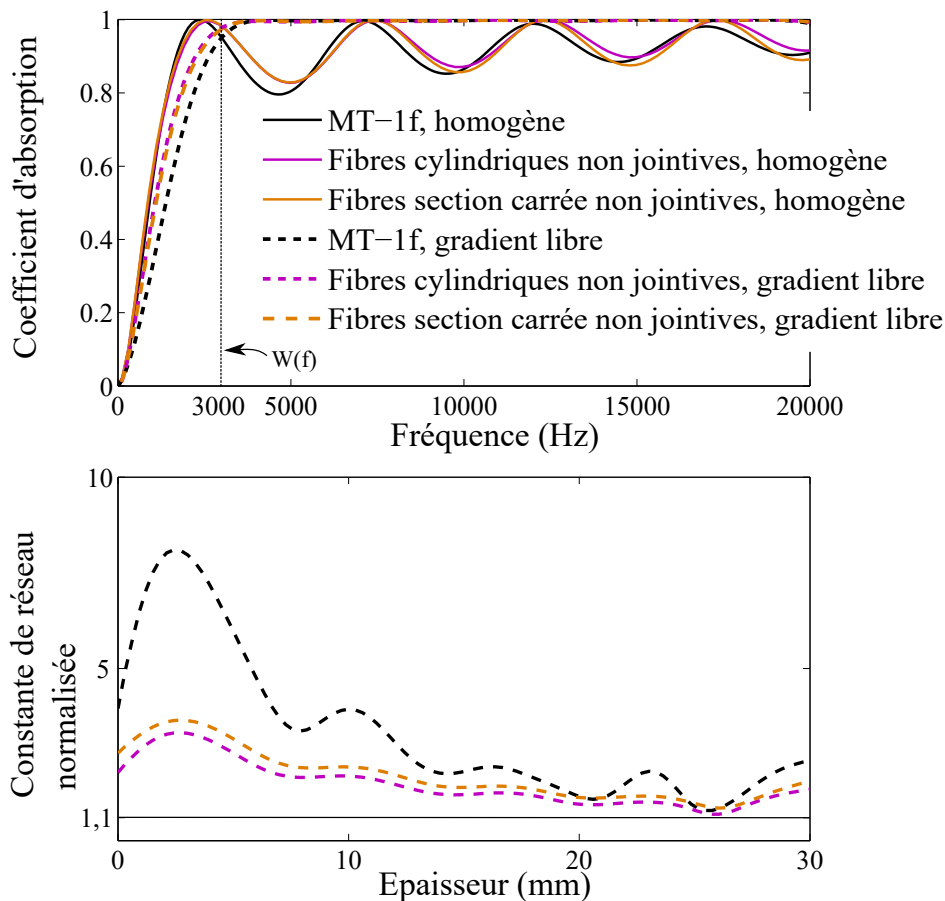 Coefficient d'absorption
1
0.8
0.6
0.4
0.2
0
MT−1f, homogène
Fibres cylindriques non jointives, homogène
Fibres section carrée non jointives, homogène
MT−1f, gradient libre
Fibres cylindriques non jointives, gradient libre
Fibres section carrée non jointives, gradient libre
W(f)
0 3000 5000 10000 15000 20000
Fréquence (Hz)
Constante de réseau
normalisée
10
5
1,1
0 10 20 30
Epaisseur (mm)